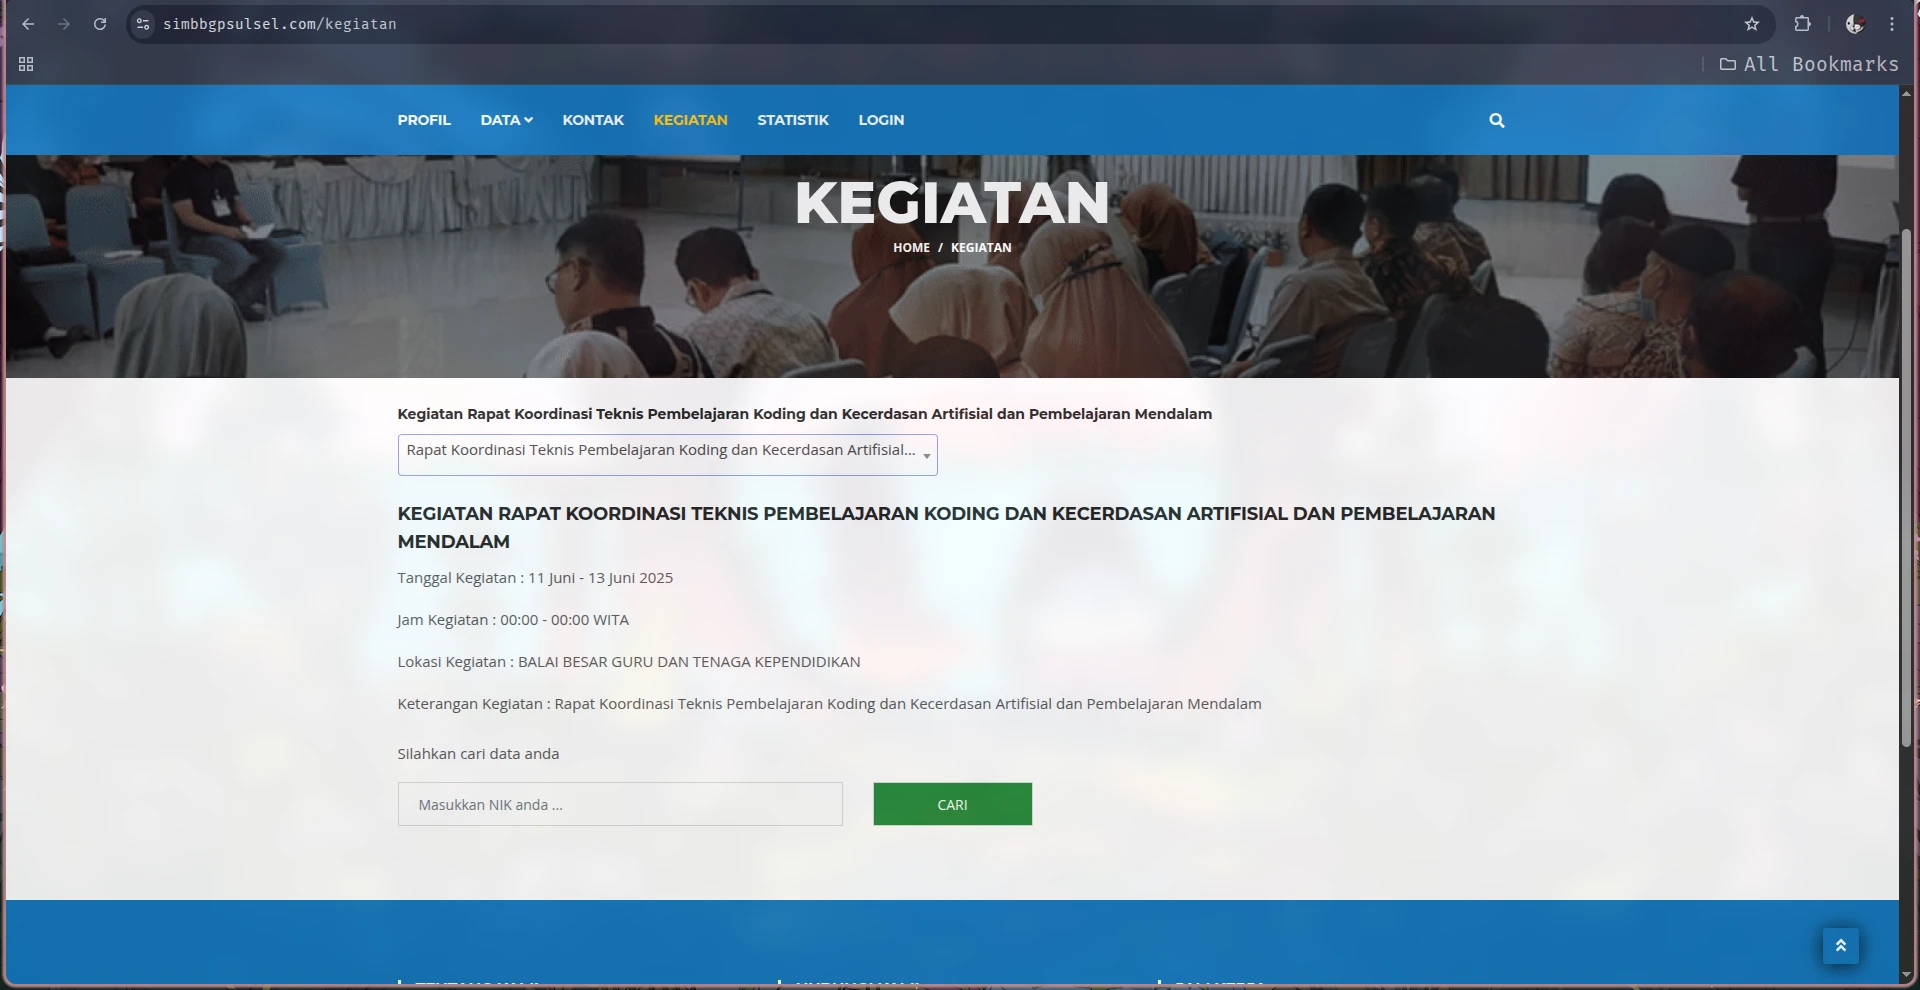 simbbgpsulsel.com/kegiatan
All Bookmarks
PROFIL DATA KONTAK KEGIATAN STATISTIK LOGIN
KEGIATAN
HOME / KEGIATAN
Kegiatan Rapat Koordinasi Teknis Pembelajaran Koding dan Kecerdasan Artifisial dan Pembelajaran Mendalam
Rapat Koordinasi Teknis Pembelajaran Koding dan Kecerdasan Artifisial...
KEGIATAN RAPAT KOORDINASI TEKNIS PEMBELAJARAN KODING DAN KECERDASAN ARTIFISIAL DAN PEMBELAJARAN
MENDALAM
Tanggal Kegiatan : 11 Juni - 13 Juni 2025
Jam Kegiatan : 00:00 - 00:00 WITA
Lokasi Kegiatan : BALAI BESAR GURU DAN TENAGA KEPENDIDIKAN
Keterangan Kegiatan : Rapat Koordinasi Teknis Pembelajaran Koding dan Kecerdasan Artifisial dan Pembelajaran Mendalam
Silahkan cari data anda
Masukkan NIK anda ... CARI